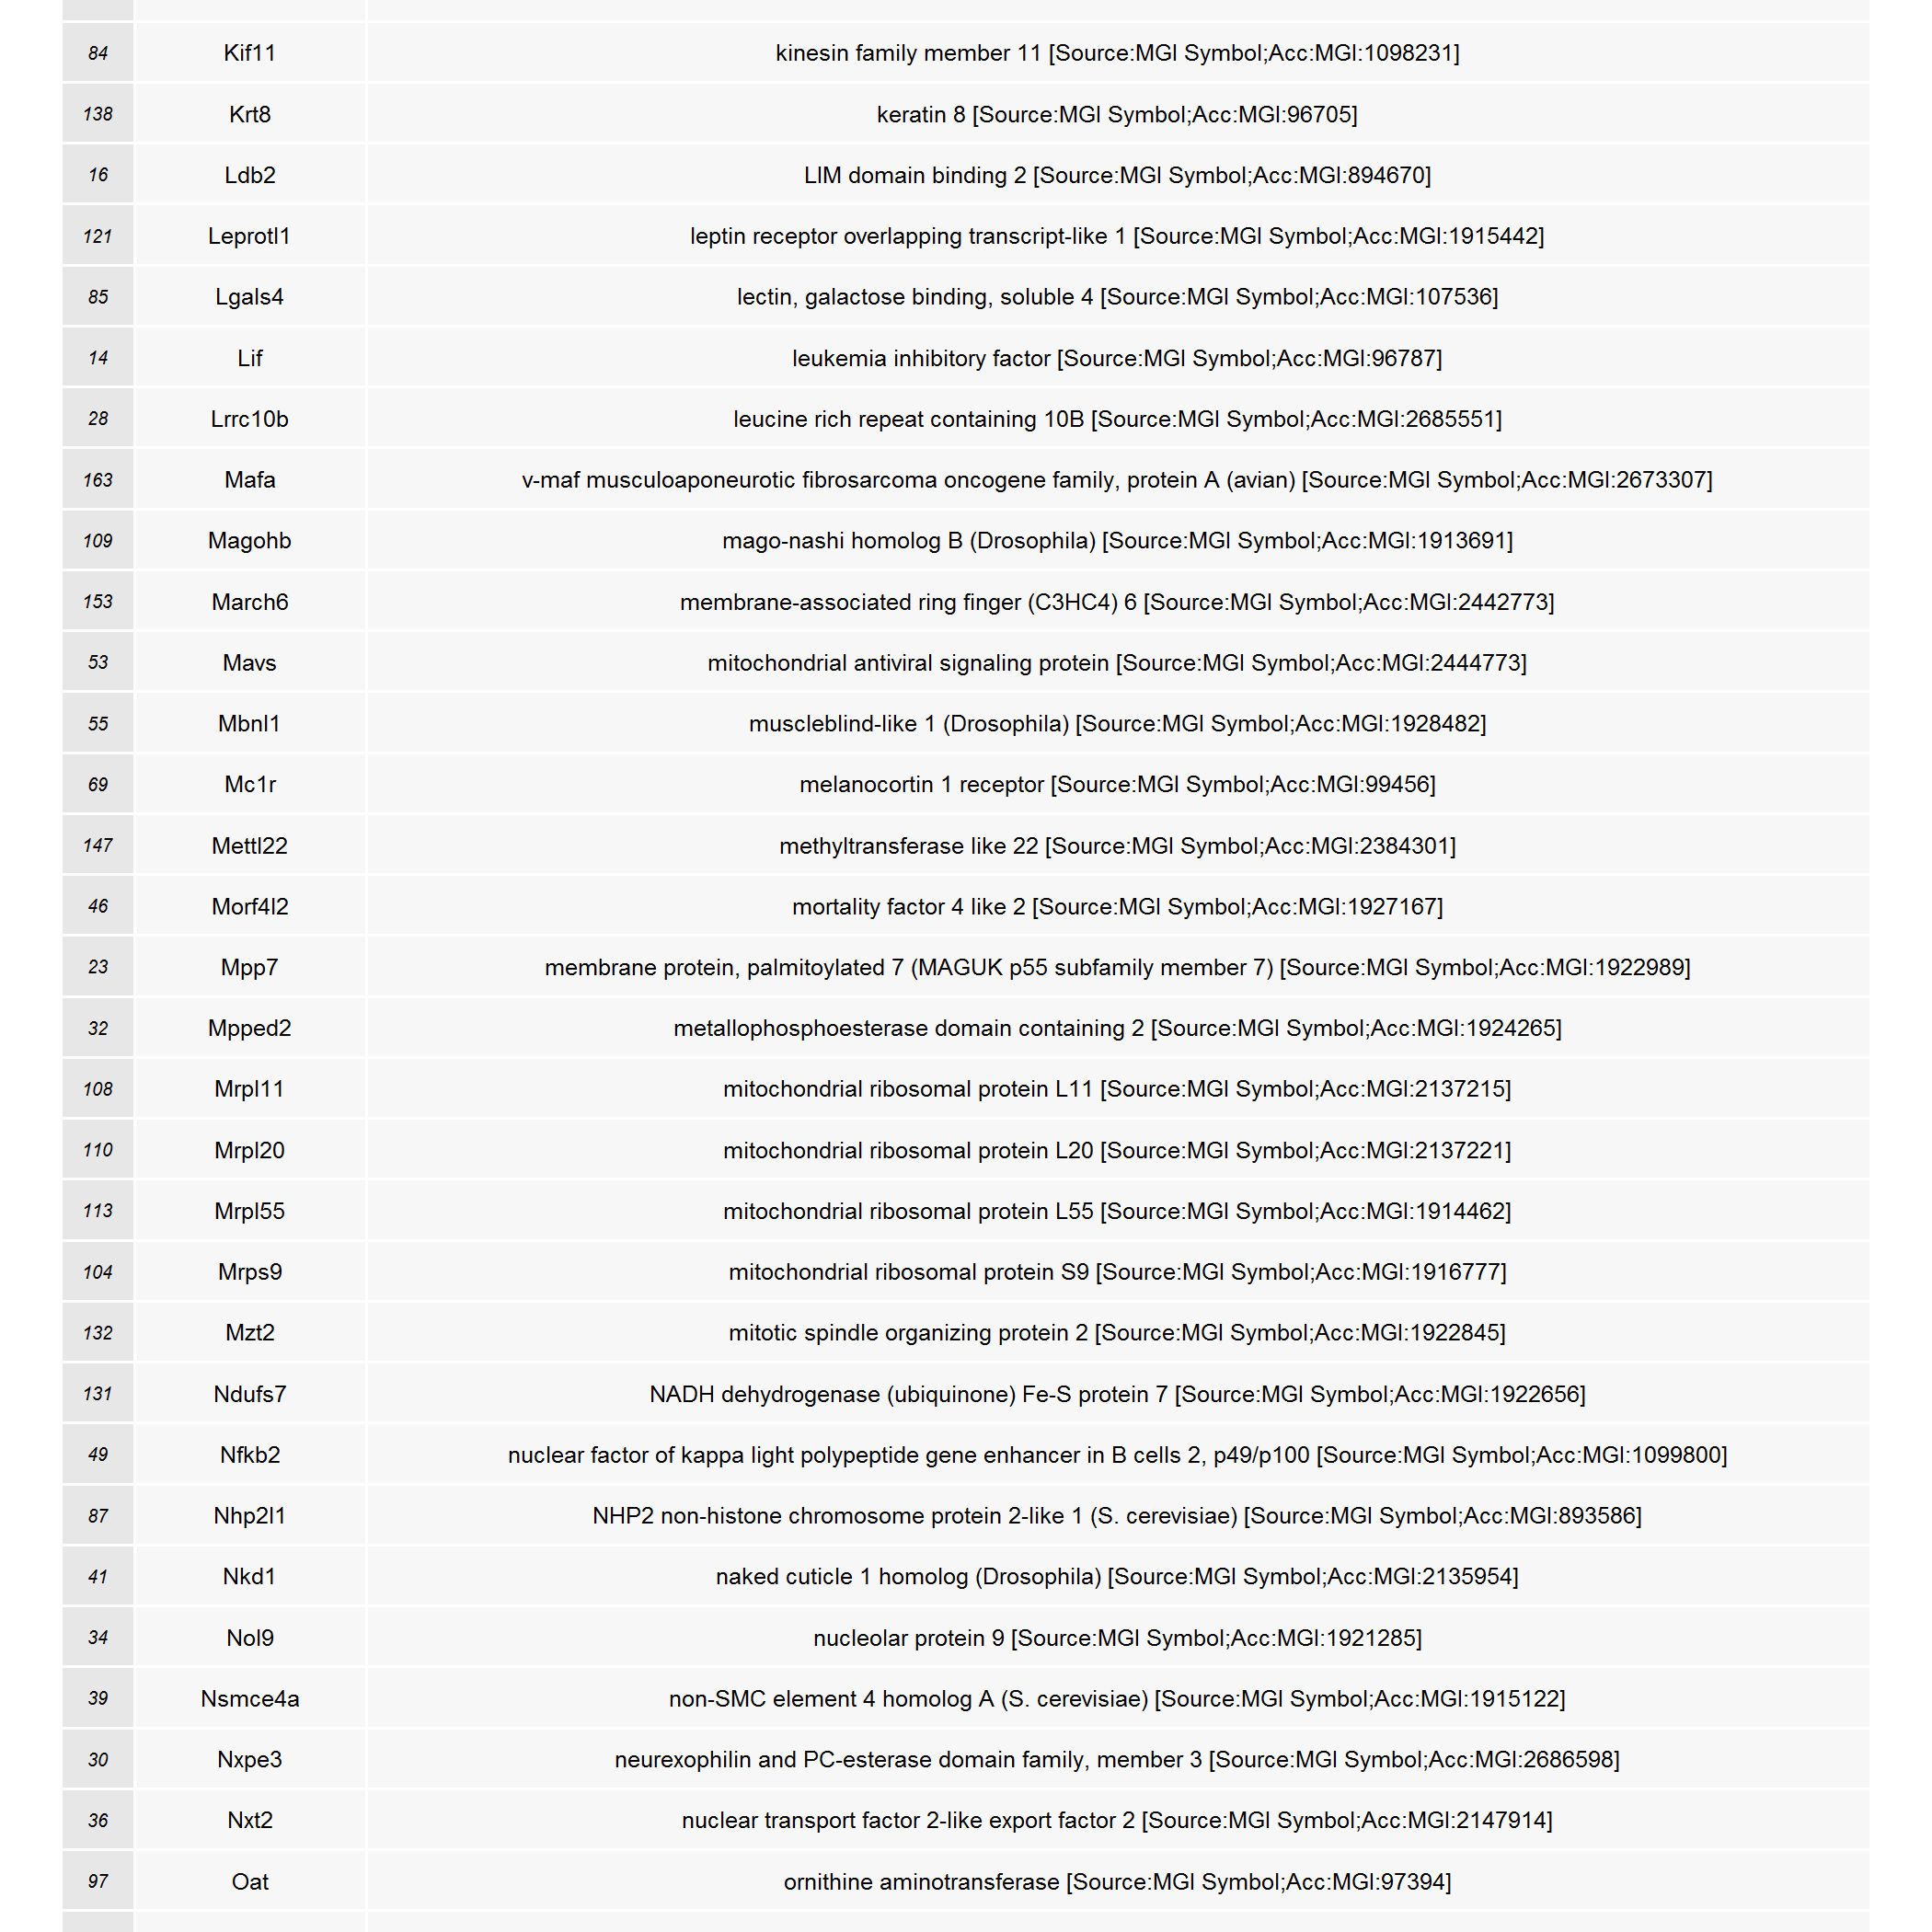 84 Kif11 kinesin family member 11 [Source:MGI Symbol;Acc:MGI:1098231]
138 Krt8 keratin 8 [Source:MGI Symbol;Acc:MGI:96705]
16 Ldb2 LIM domain binding 2 [Source:MGI Symbol;Acc:MGI:894670]
121 Leprotl1 leptin receptor overlapping transcript-like 1 [Source:MGI Symbol;Acc:MGI:1915442]
85 Lgals4 lectin, galactose binding, soluble 4 [Source:MGI Symbol;Acc:MGI:107536]
14 Lif leukemia inhibitory factor [Source:MGI Symbol;Acc:MGI:96787]
28 Lrrc10b leucine rich repeat containing 10B [Source:MGI Symbol;Acc:MGI:2685551]
163 Mafa v-maf musculoaponeurotic fibrosarcoma oncogene family, protein A (avian) [Source:MGI Symbol;Acc:MGI:2673307]
109 Magohb mago-nashi homolog B (Drosophila) [Source:MGI Symbol;Acc:MGI:1913691]
153 March6 membrane-associated ring finger (C3HC4) 6 [Source:MGI Symbol;Acc:MGI:2442773]
53 Mavs mitochondrial antiviral signaling protein [Source:MGI Symbol;Acc:MGI:2444773]
55 Mbnl1 muscleblind-like 1 (Drosophila) [Source:MGI Symbol;Acc:MGI:1928482]
69 Mc1r melanocortin 1 receptor [Source:MGI Symbol;Acc:MGI:99456]
147 Mettl22 methyltransferase like 22 [Source:MGI Symbol;Acc:MGI:2384301]
46 Morf4l2 mortality factor 4 like 2 [Source:MGI Symbol;Acc:MGI:1927167]
23 Mpp7 membrane protein, palmitoylated 7 (MAGUK p55 subfamily member 7) [Source:MGI Symbol;Acc:MGI:1922989]
32 Mpped2 metallophosphoesterase domain containing 2 [Source:MGI Symbol;Acc:MGI:1924265]
108 Mrpl11 mitochondrial ribosomal protein L11 [Source:MGI Symbol;Acc:MGI:2137215]
110 Mrpl20 mitochondrial ribosomal protein L20 [Source:MGI Symbol;Acc:MGI:2137221]
113 Mrpl55 mitochondrial ribosomal protein L55 [Source:MGI Symbol;Acc:MGI:1914462]
104 Mrps9 mitochondrial ribosomal protein S9 [Source:MGI Symbol;Acc:MGI:1916777]
132 Mzt2 mitotic spindle organizing protein 2 [Source:MGI Symbol;Acc:MGI:1922845]
131 Ndufs7 NADH dehydrogenase (ubiquinone) Fe-S protein 7 [Source:MGI Symbol;Acc:MGI:1922656]
49 Nfkb2 nuclear factor of kappa light polypeptide gene enhancer in B cells 2, p49/p100 [Source:MGI Symbol;Acc:MGI:1099800]
87 Nhp2l1 NHP2 non-histone chromosome protein 2-like 1 (S. cerevisiae) [Source:MGI Symbol;Acc:MGI:893586]
41 Nkd1 naked cuticle 1 homolog (Drosophila) [Source:MGI Symbol;Acc:MGI:2135954]
34 Nol9 nucleolar protein 9 [Source:MGI Symbol;Acc:MGI:1921285]
39 Nsmce4a non-SMC element 4 homolog A (S. cerevisiae) [Source:MGI Symbol;Acc:MGI:1915122]
30 Nxpe3 neurexophilin and PC-esterase domain family, member 3 [Source:MGI Symbol;Acc:MGI:2686598]
36 Nxt2 nuclear transport factor 2-like export factor 2 [Source:MGI Symbol;Acc:MGI:2147914]
97 Oat ornithine aminotransferase [Source:MGI Symbol;Acc:MGI:97394]